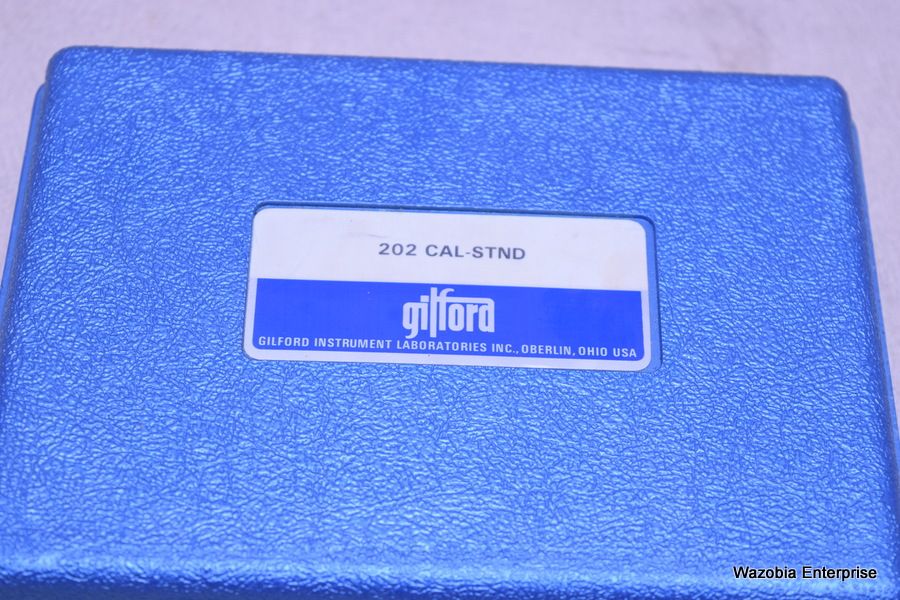 202 CAL-STND
gilford
GILFORD INSTRUMENT LABORATORIES INC., OBERLIN, OHIO USA
Wazobia Enterprise